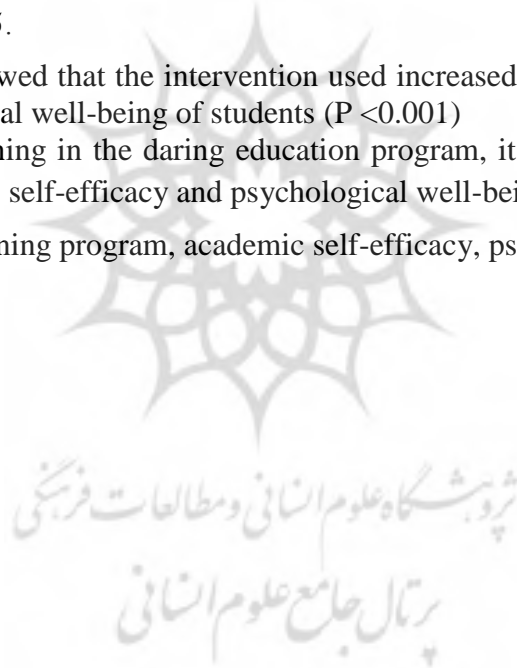 5.
wed that the intervention used increased
al well-being of students (P <0.001)
ning in the daring education program, it
self-efficacy and psychological well-bei
ning program, academic self-efficacy, ps
پژوهشگاه علوم انسانی و مطالعات فرهنگی
پرتال جامع علوم انسانی